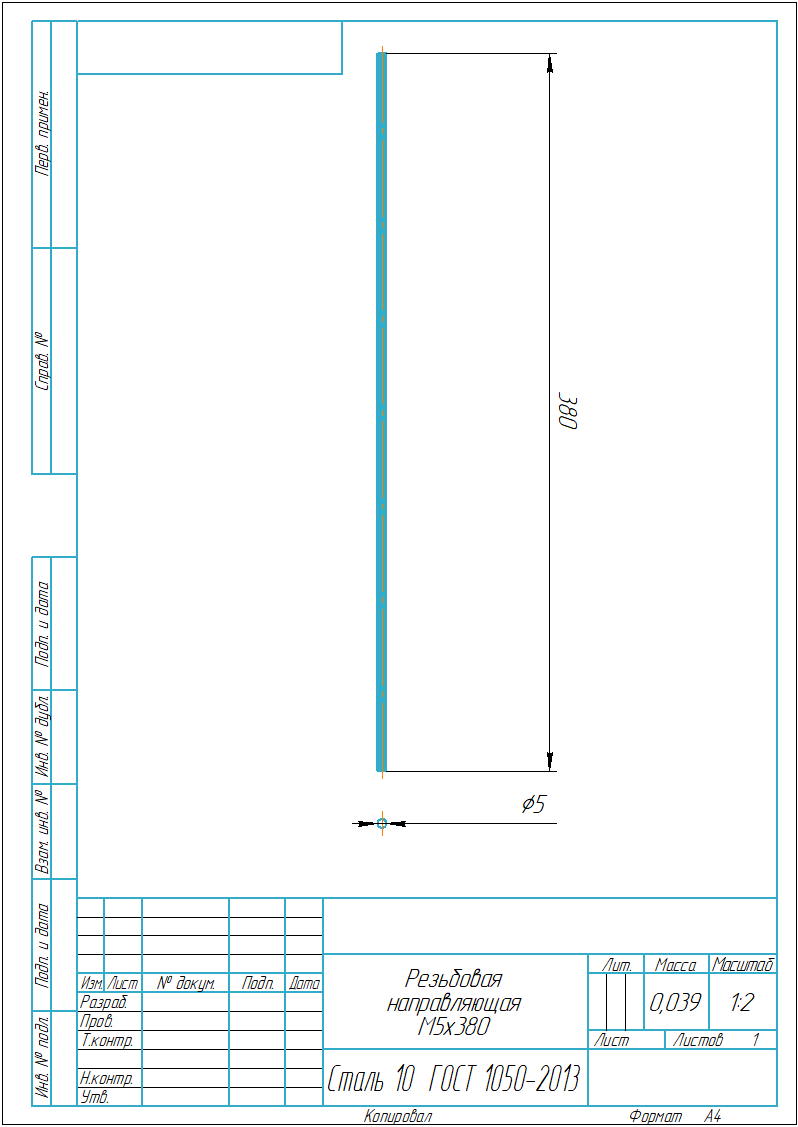 Перв. примен.
Справ. №
Подп. и дата
Инв. № дубл.
Взам. инв. №
Подп. и дата
Инв. № подл.
380
⌀5
Изм. Лист № докум. Подп. Дата
Разраб.
Пров.
Т.контр.
Н.контр.
Утв.
Резьбовая
направляющая
М5х380
Сталь 10 ГОСТ 1050-2013
Лит. Масса Масштаб
0,039 1:2
Лист Листов 1
Копировал Формат А4